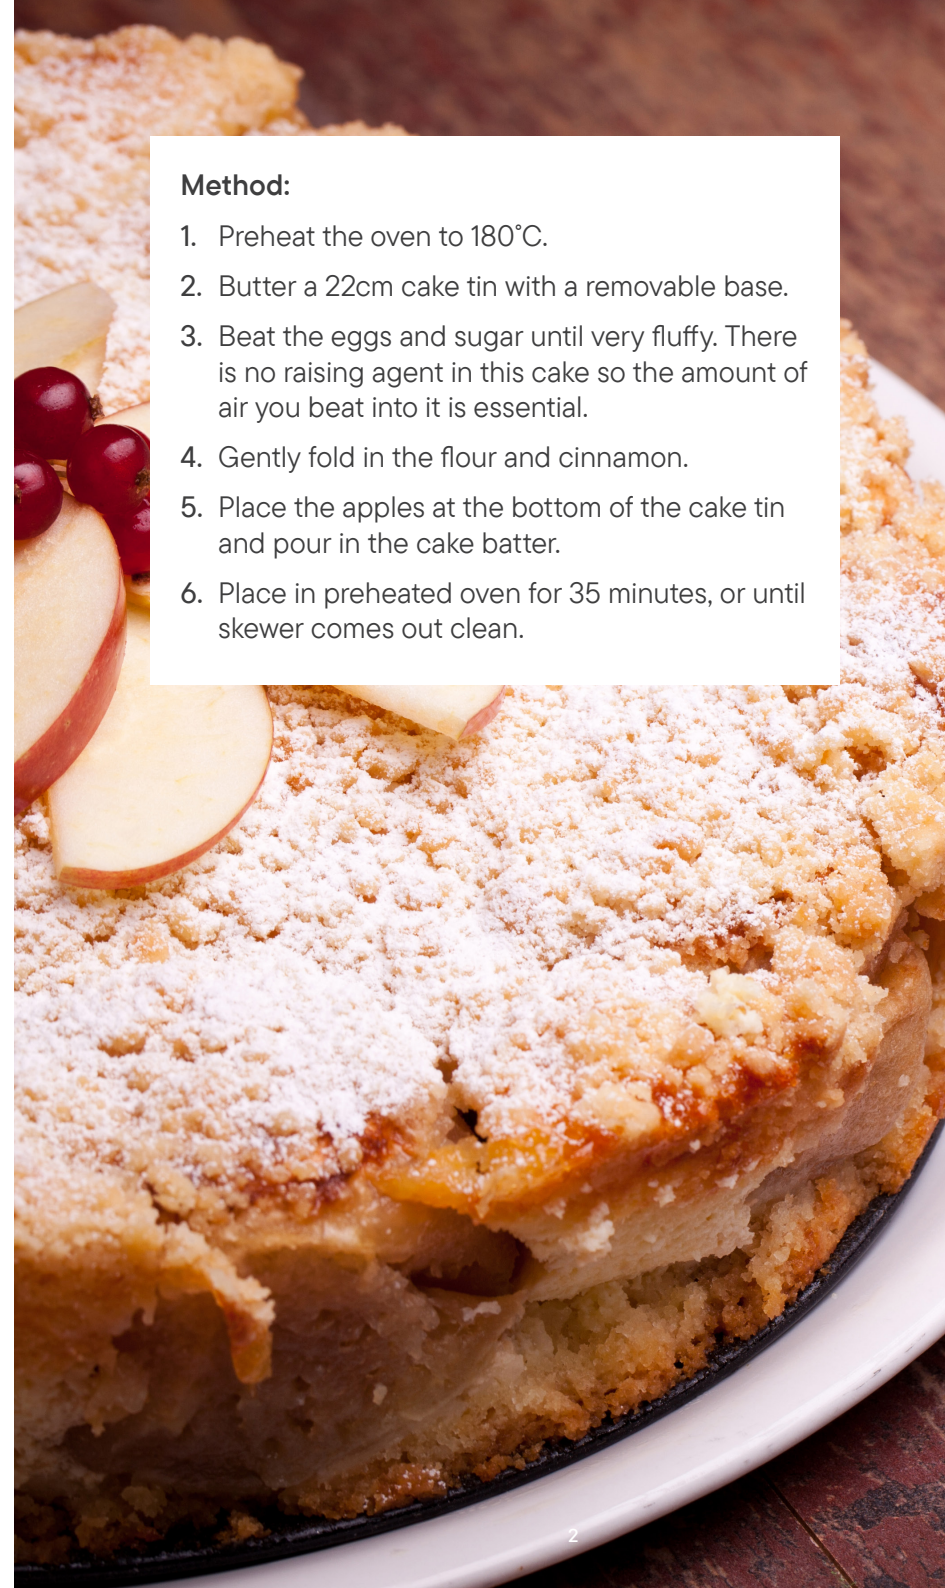 Method:
1. Preheat the oven to 180°C.
2. Butter a 22cm cake tin with a removable base.
3. Beat the eggs and sugar until very fluffy. There
is no raising agent in this cake so the amount of
air you beat into it is essential.
4. Gently fold in the flour and cinnamon.
5. Place the apples at the bottom of the cake tin
and pour in the cake batter.
6. Place in preheated oven for 35 minutes, or until
skewer comes out clean.
2